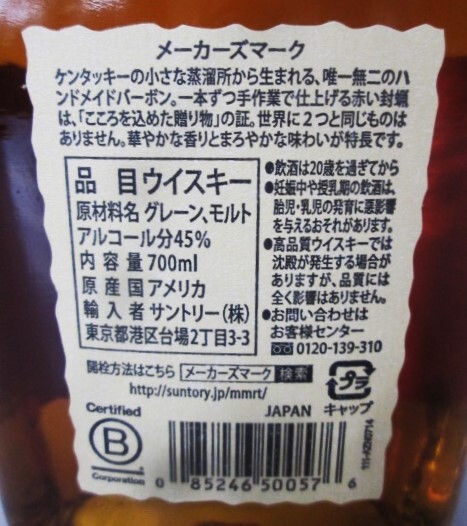 メーカーズマーク
ケンタッキーの小さな蒸溜所から生まれる、唯一無二のハ
ンドメイドバーボン。一本ずつ手作業で仕上げる赤い封蠟
は、「こころを込めた贈り物」の証。世界に2つと同じものは
ありません。華やかな香りとまろやかな味わいが特長です。
品目ウイスキー
原材料名 グレーン、モルト
アルコール分45%
内容量 700ml
原産国 アメリカ
輸入者 サントリー(株)
東京都港区台場2丁目3-3
●飲酒は20歳を過ぎてから
●妊娠中や授乳期の飲酒は、
胎児・乳児の発育に悪影響
を与えるおそれがあります。
●高品質ウイスキーでは
沈殿が発生する場合が
ありますが、品質には
全く影響はありません。
●お問い合わせは
お客様センター
0120-139-310
開栓方法はこちら メーカーズマーク 検索
http://suntory.jp/mmrt/
プラ
Certified
B
Corporation
JAPAN キャップ
111-RZN0714
0 85246 50057 6